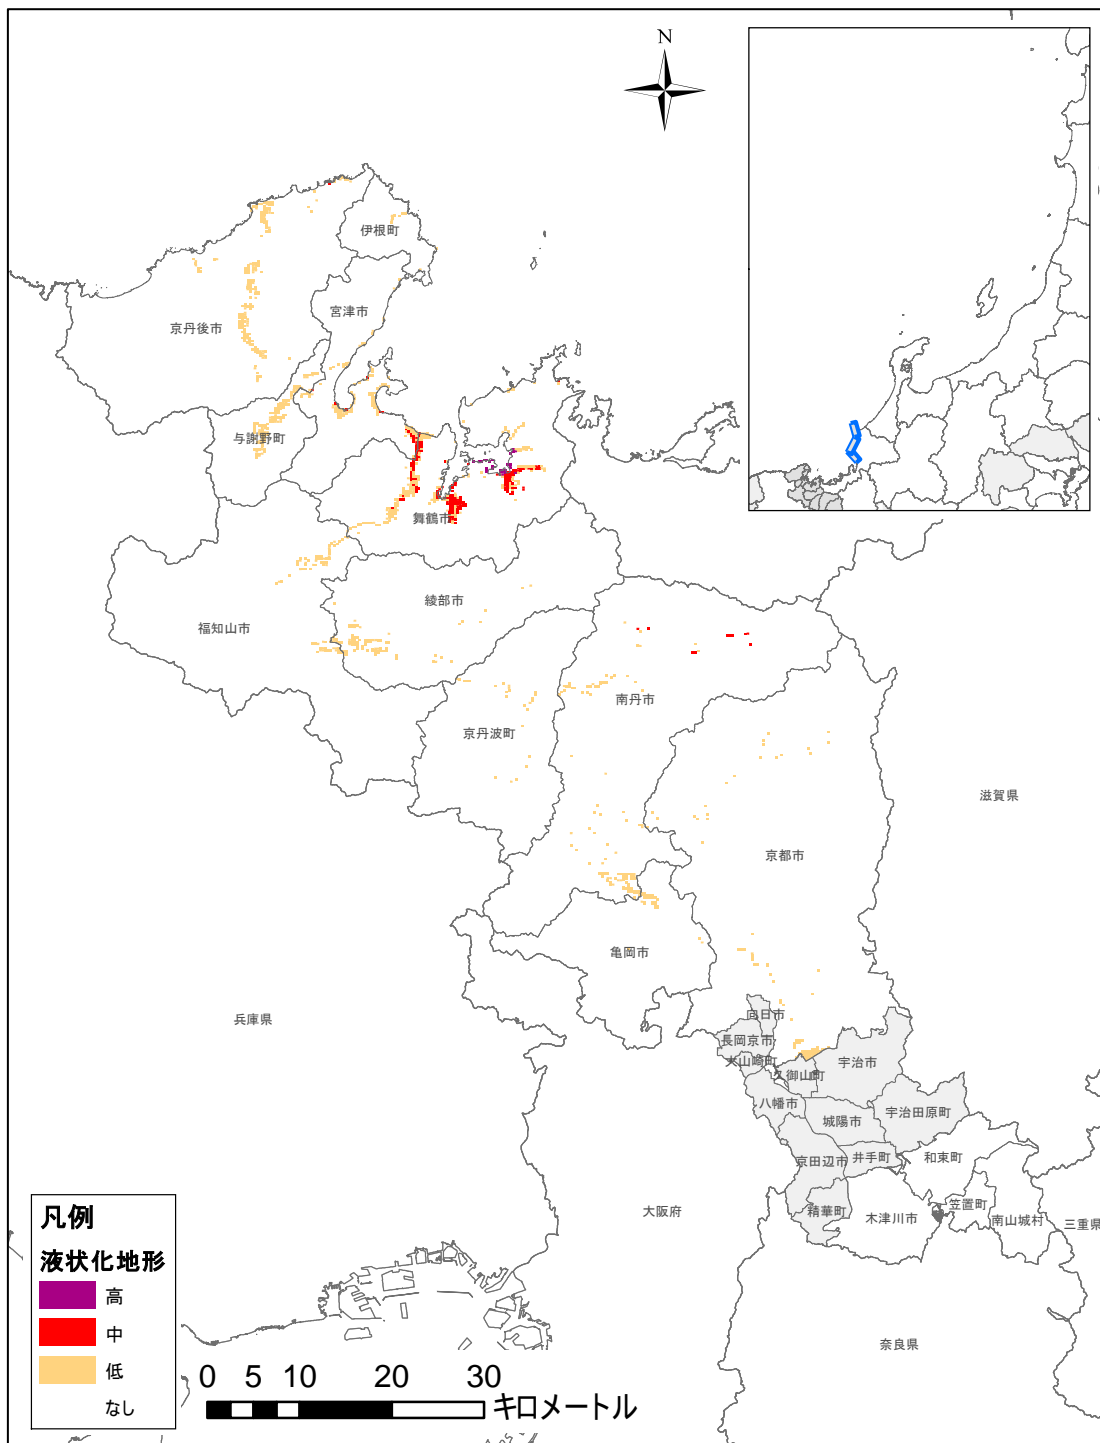 N
伊根町
宮津市
京丹後市
与謝野町
舞鶴市
綾部市
福知山市
南丹市
京丹波町
滋賀県
京都市
亀岡市
兵庫県
向日市
長岡京市
大山崎町
宇治市
久御山町
八幡市
宇治田原町
城陽市
井手町
和束町
京田辺市
笠置町
精華町
木津川市
南山城村
三重県
大阪府
奈良県
凡例
液状化地形
高
中
低
なし
0 5 10 20 30
キロメートル